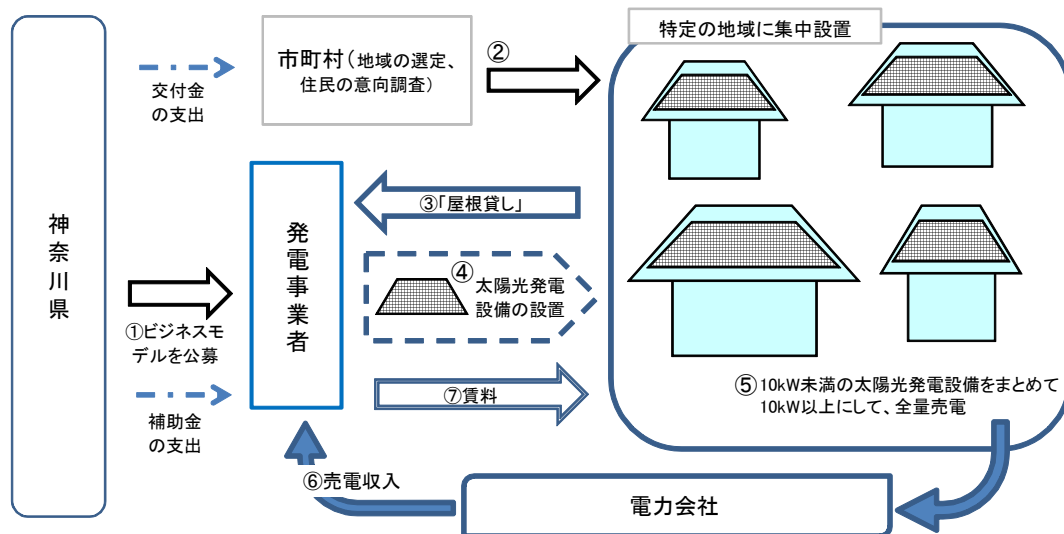 特定の地域に集中設置
市町村(地域の選定、
住民の意向調査)
②
交付金
の支出
神奈川県
発電事業者
③「屋根貸し」
④
太陽光発電
設備の設置
①ビジネスモ
デルを公募
⑦賃料
⑤10kW未満の太陽光発電設備をまとめて
10kW以上にして、全量売電
補助金
の支出
⑥売電収入
電力会社